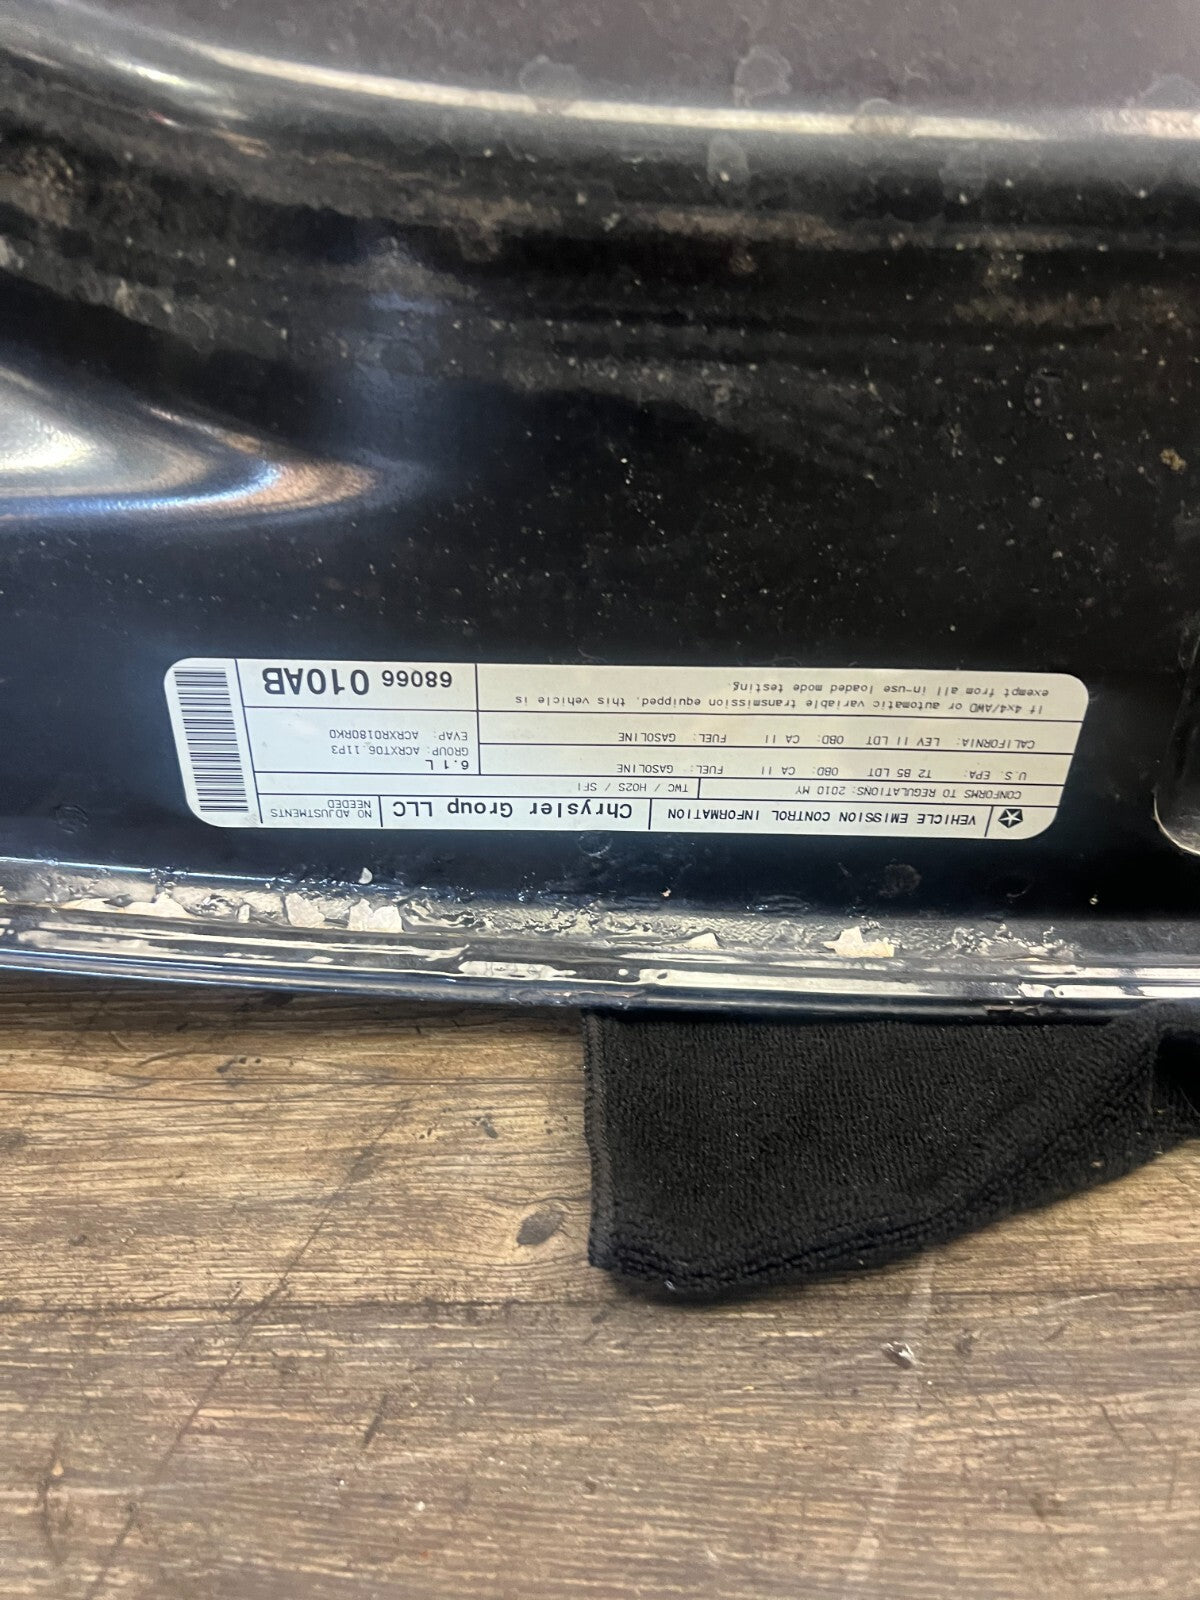 VEHICLE EMISSION CONTROL INFORMATION
Chrysler Group LLC
NO ADJUSTMENTS
NEEDED
CONFORMS TO REGULATIONS: 2010 MY
TWC / HO2S / SFI
U.S. EPA: T2 B5 LDT OBD: CA II FUEL: GASOLINE
CALIFORNIA: LEV II LDT OBD: CA II FUEL: GASOLINE
6.1 L
GROUP: ACRXT06.11P3
EVAP: ACRXR0180RK0
If 4x4/AWD or automatic variable transmission equipped, this vehicle is
exempt from all in-use loaded mode testing
68066 010AB